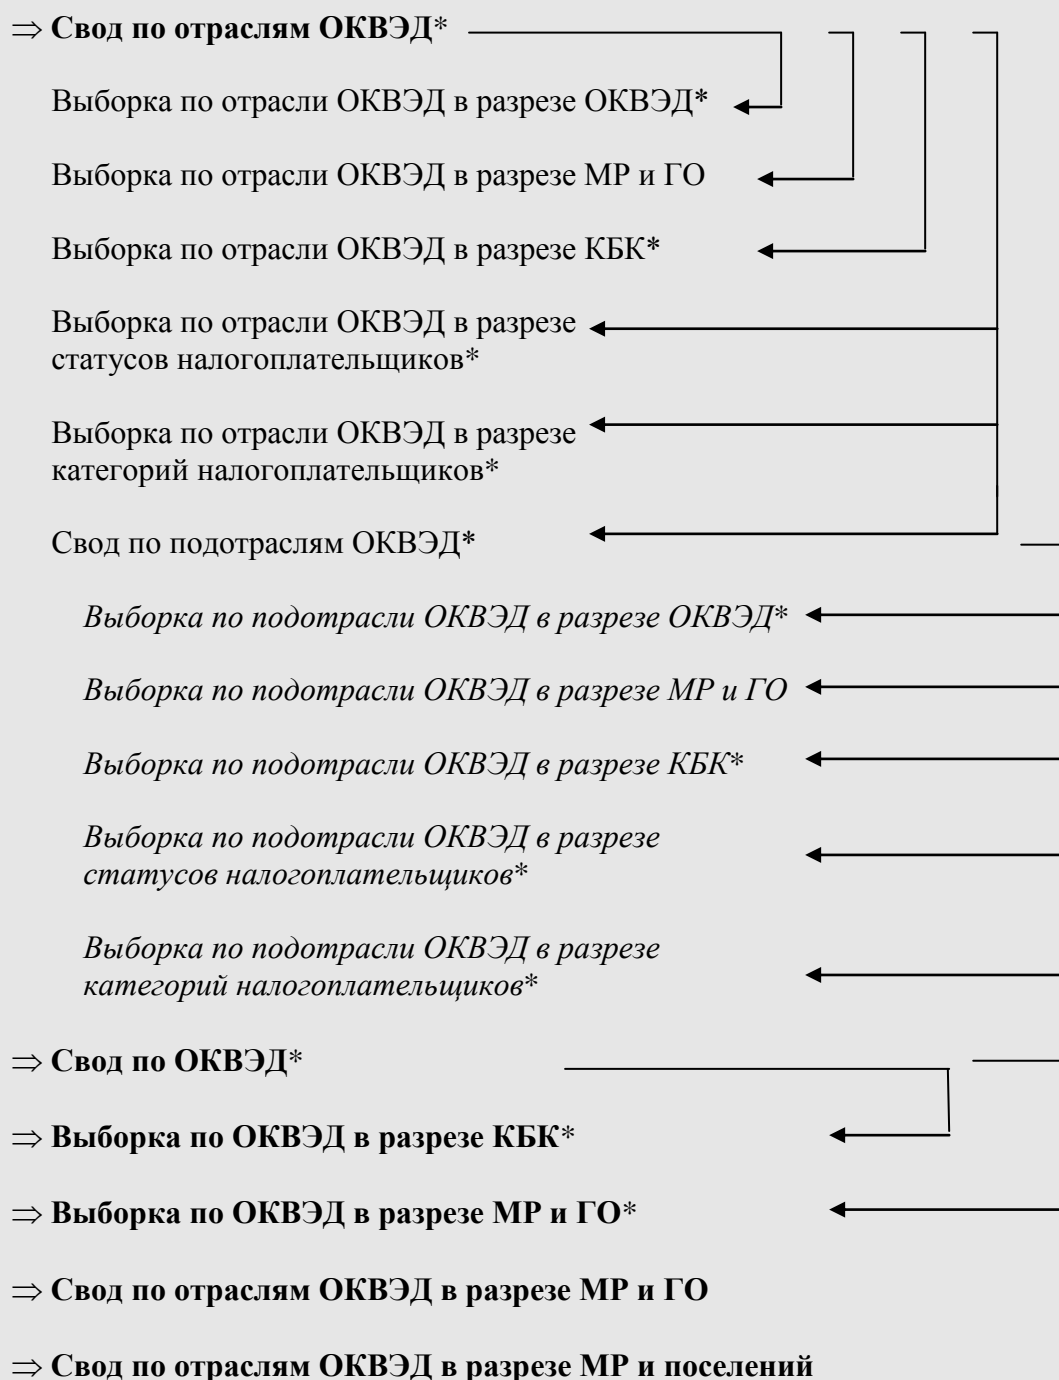 ⇒ Свод по отраслям ОКВЭД*
Выборка по отрасли ОКВЭД в разрезе ОКВЭД*
Выборка по отрасли ОКВЭД в разрезе МР и ГО
Выборка по отрасли ОКВЭД в разрезе КБК*
Выборка по отрасли ОКВЭД в разрезе
статусов налогоплательщиков*
Выборка по отрасли ОКВЭД в разрезе
категорий налогоплательщиков*
Свод по подотраслям ОКВЭД*
Выборка по подотрасли ОКВЭД в разрезе ОКВЭД*
Выборка по подотрасли ОКВЭД в разрезе МР и ГО
Выборка по подотрасли ОКВЭД в разрезе КБК*
Выборка по подотрасли ОКВЭД в разрезе
статусов налогоплательщиков*
Выборка по подотрасли ОКВЭД в разрезе
категорий налогоплательщиков*
⇒ Свод по ОКВЭД*
⇒ Выборка по ОКВЭД в разрезе КБК*
⇒ Выборка по ОКВЭД в разрезе МР и ГО*
⇒ Свод по отраслям ОКВЭД в разрезе МР и ГО
⇒ Свод по отраслям ОКВЭД в разрезе МР и поселений